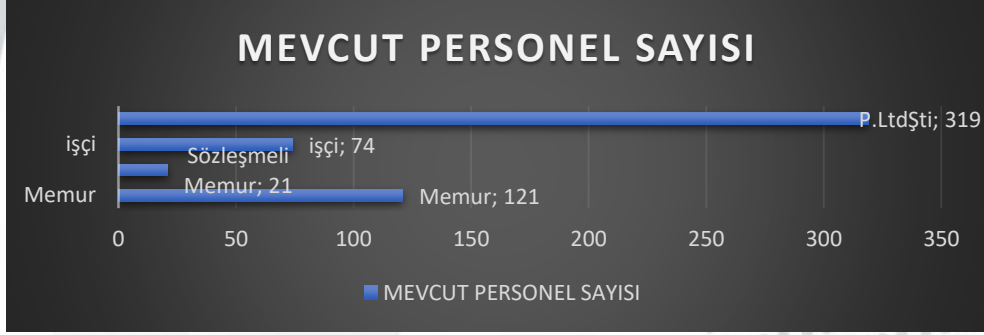 MEVCUT PERSONEL SAYISI
P.LtdŞti; 319
işçi
işçi; 74
Sözleşmeli
Memur; 21
Memur
Memur; 121
0 50 100 150 200 250 300 350
MEVCUT PERSONEL SAYISI